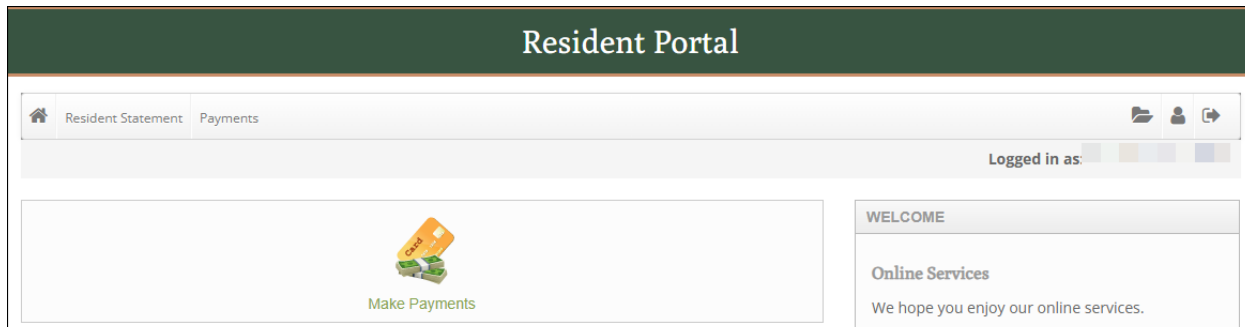 Resident Portal
Resident Statement Payments
Logged in as:
WELCOME
Card
Make Payments
Online Services
We hope you enjoy our online services.